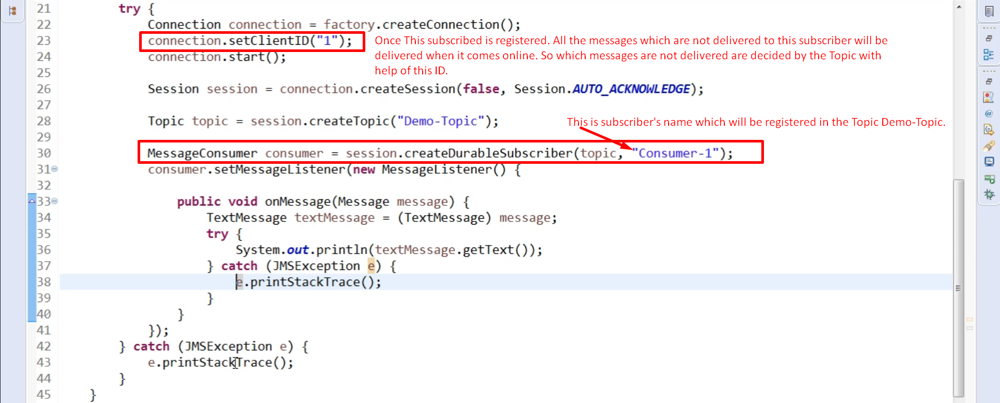 21 try {
22 Connection connection = factory.createConnection();
23 connection.setClientID("1"); Once This subscribed is registered. All the messages which are not delivered to this subscriber will be
24 connection.start(); delivered when it comes online. So which messages are not delivered are decided by the Topic with
25 help of this ID.
26 Session session = connection.createSession(false, Session.AUTO_ACKNOWLEDGE);
27
28 Topic topic = session.createTopic("Demo-Topic"); This is subscriber's name which will be registered in the Topic Demo-Topic.
29
30 MessageConsumer consumer = session.createDurableSubscriber(topic, "Consumer-1");
31 consumer.setMessageListener(new MessageListener() {
32
33 public void onMessage(Message message) {
34 TextMessage textMessage = (TextMessage) message;
35 try {
36 System.out.println(textMessage.getText());
37 } catch (JMSException e) {
38 e.printStackTrace();
39 }
40 }
41 });
42 } catch (JMSException e) {
43 e.printStackTrace();
44 }
45 }